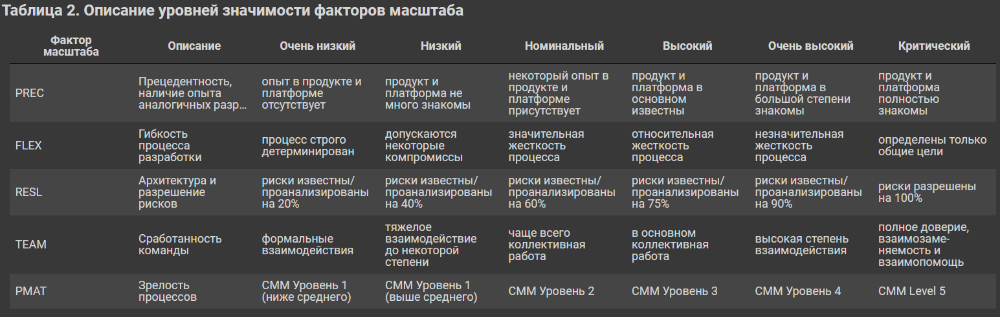 Таблица 2. Описание уровней значимости факторов масштаба
Фактор
масштаба
Описание
Очень низкий
Низкий
Номинальный
Высокий
Очень высокий
Критический
PREC
Прецедентность,
наличие опыта
аналогичных разр...
опыт в продукте и
платформе
отсутствует
продукт и
платформа не
много знакомы
некоторый опыт в
продукте и
платформе
присутствует
продукт и
платформа в
основном
известны
продукт и
платформа в
большой степени
знакомы
продукт и
платформа
полностью
знакомы
FLEX
Гибкость
процесса
разработки
процесс строго
детерминирован
допускаются
некоторые
компромиссы
значительная
жесткость
процесса
относительная
жесткость
процесса
незначительная
жесткость
процесса
определены только
общие цели
RESL
Архитектура и
разрешение
рисков
риски известны/
проанализированы
на 20%
риски известны/
проанализированы
на 40%
риски известны/
проанализированы
на 60%
риски известны/
проанализированы
на 75%
риски известны/
проанализированы
на 90%
риски разрешены
на 100%
TEAM
Сработанность
команды
формальные
взаимодействия
тяжелое
взаимодействие
до некоторой
степени
чаще всего
коллективная
работа
в основном
коллективная
работа
высокая степень
взаимодействия
полное доверие,
взаимозаме-
няемость и
взаимопомощь
PMAT
Зрелость
процессов
CMM Уровень 1
(ниже среднего)
CMM Уровень 1
(выше среднего)
CMM Уровень 2
CMM Уровень 3
CMM Уровень 4
CMM Level 5